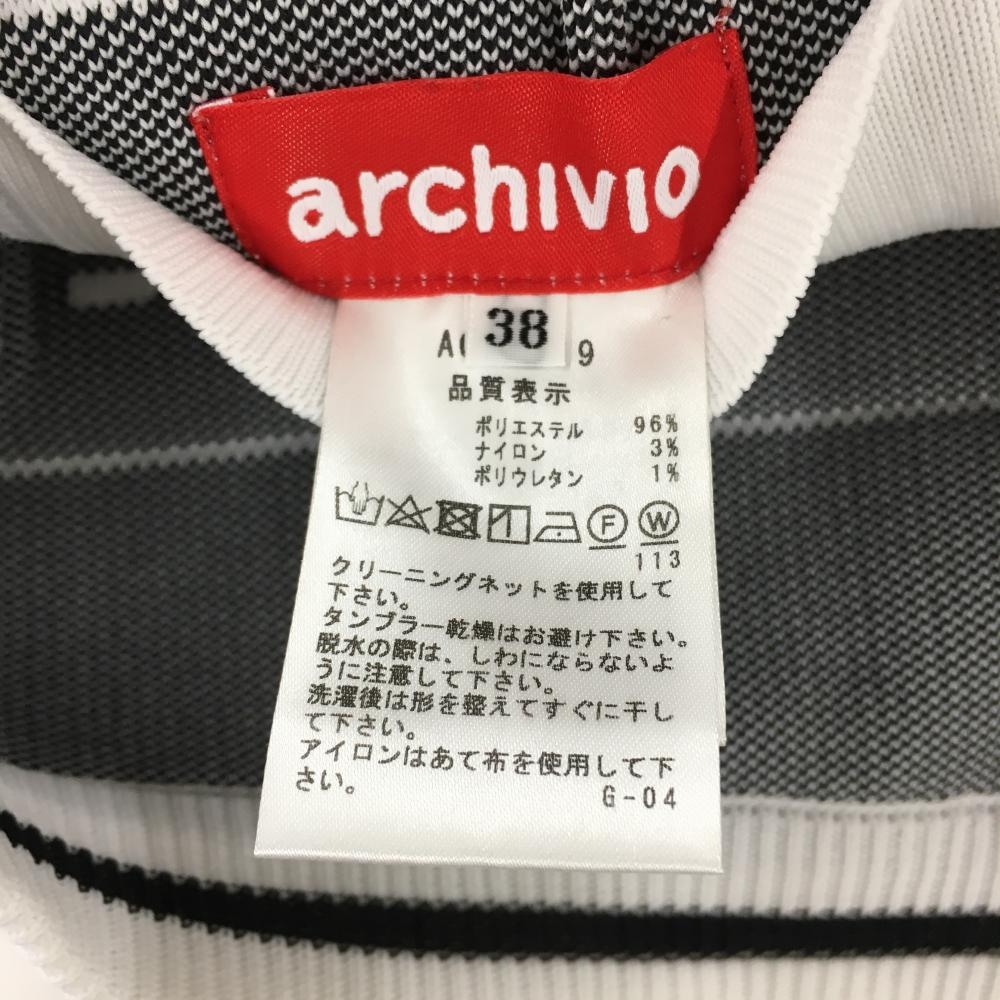 archivio
38
A 9
品質表示
ポリエステル 96%
ナイロン 3%
ポリウレタン 1%
F W
113
クリーニングネットを使用して
下さい。
タンブラー乾燥はお避け下さい。
脱水の際は、しわにならないよ
うに注意して下さい。
洗濯後は形を整えてすぐに干し
て下さい。
アイロンはあて布を使用して下
さい。
G-04